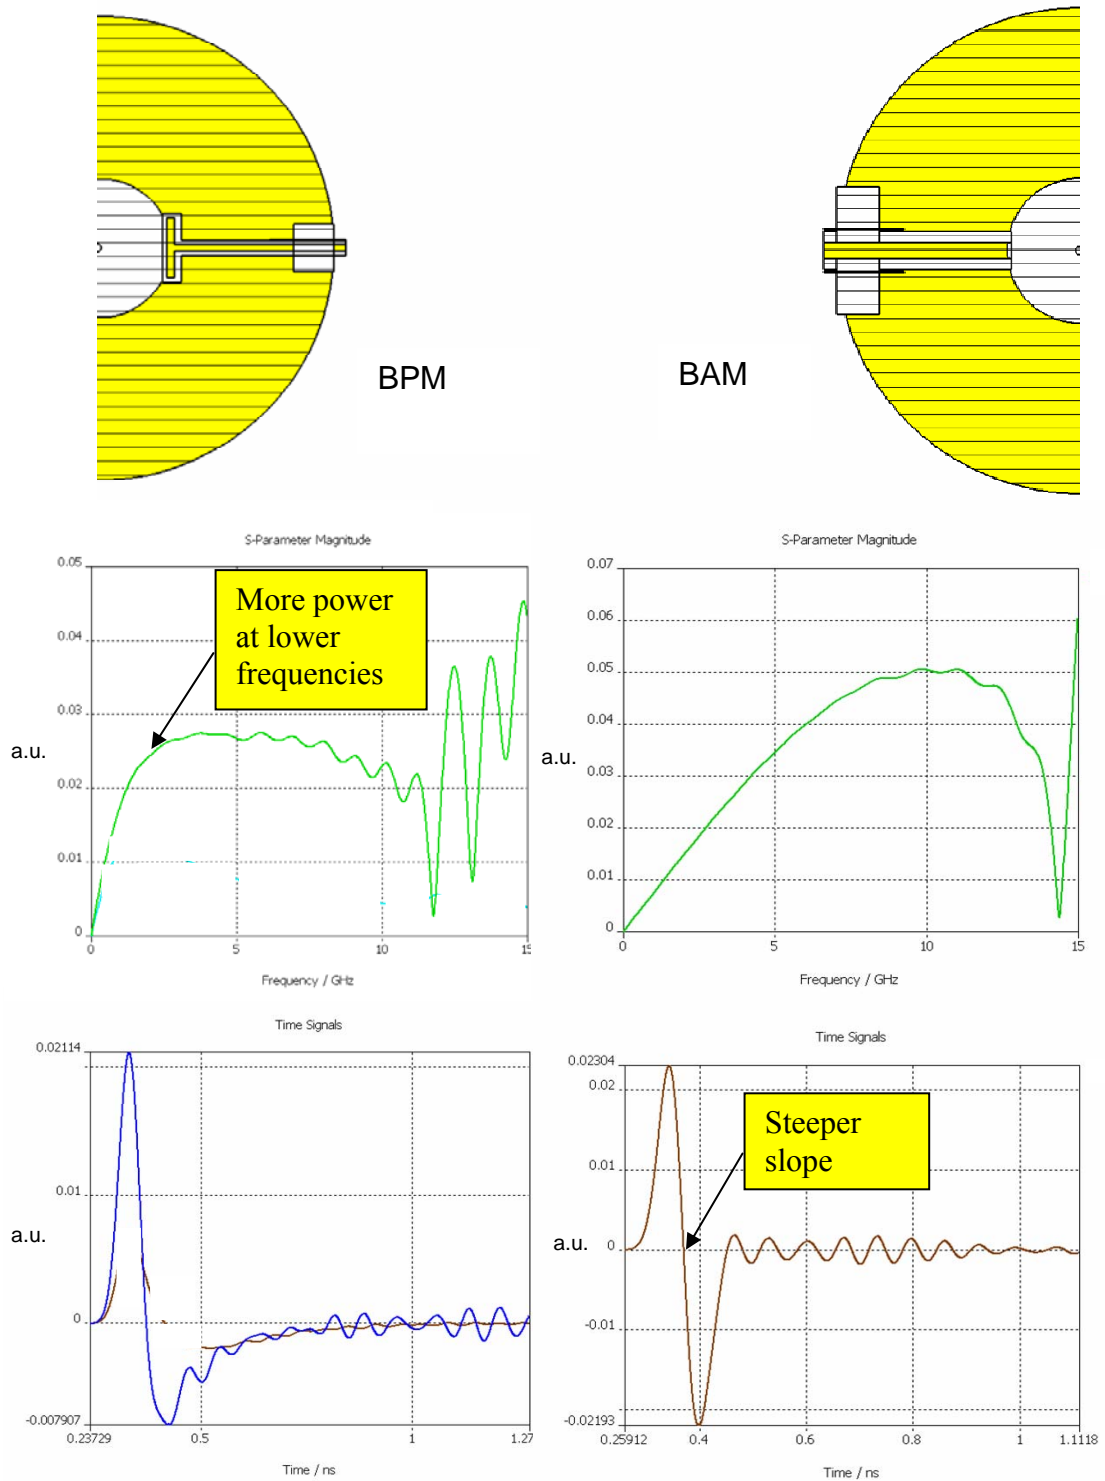 BPM
BAM
S-Parameter Magnitude
0.05
0.04
0.03
a.u.
0.02
0.01
0
0
5
10
15
Frequency / GHz
More power
at lower
frequencies
S-Parameter Magnitude
0.07
0.06
0.05
0.04
a.u.
0.03
0.02
0.01
0
0
5
10
15
Frequency / GHz
Time Signals
0.02114
0.01
a.u.
0
-0.007907
0.23729
0.5
1
1.27
Time / ns
Time Signals
0.02304
0.02
0.01
a.u.
0
-0.01
-0.02193
0.25912
0.4
0.6
0.8
1
1.1118
Time / ns
Steeper
slope